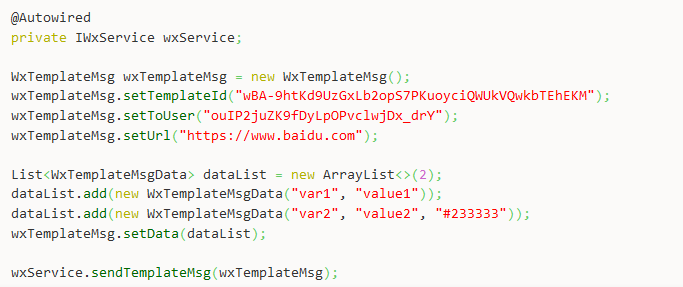 @Autowired
private IWxService wxService;
WxTemplateMsg wxTemplateMsg = new WxTemplateMsg();
wxTemplateMsg.setTemplateId("wBA-9htKd9UzGxLb2opS7PKuoyciQWUkVQwkbTEhEKM");
wxTemplateMsg.setToUser("ouIP2juZK9fDyLpOPvclwjDx_drY");
wxTemplateMsg.setUrl("https://www.baidu.com");
List<WxTemplateMsgData> dataList = new ArrayList<>(2);
dataList.add(new WxTemplateMsgData("var1", "value1"));
dataList.add(new WxTemplateMsgData("var2", "value2", "#233333"));
wxTemplateMsg.setData(dataList);
wxService.sendTemplateMsg(wxTemplateMsg);